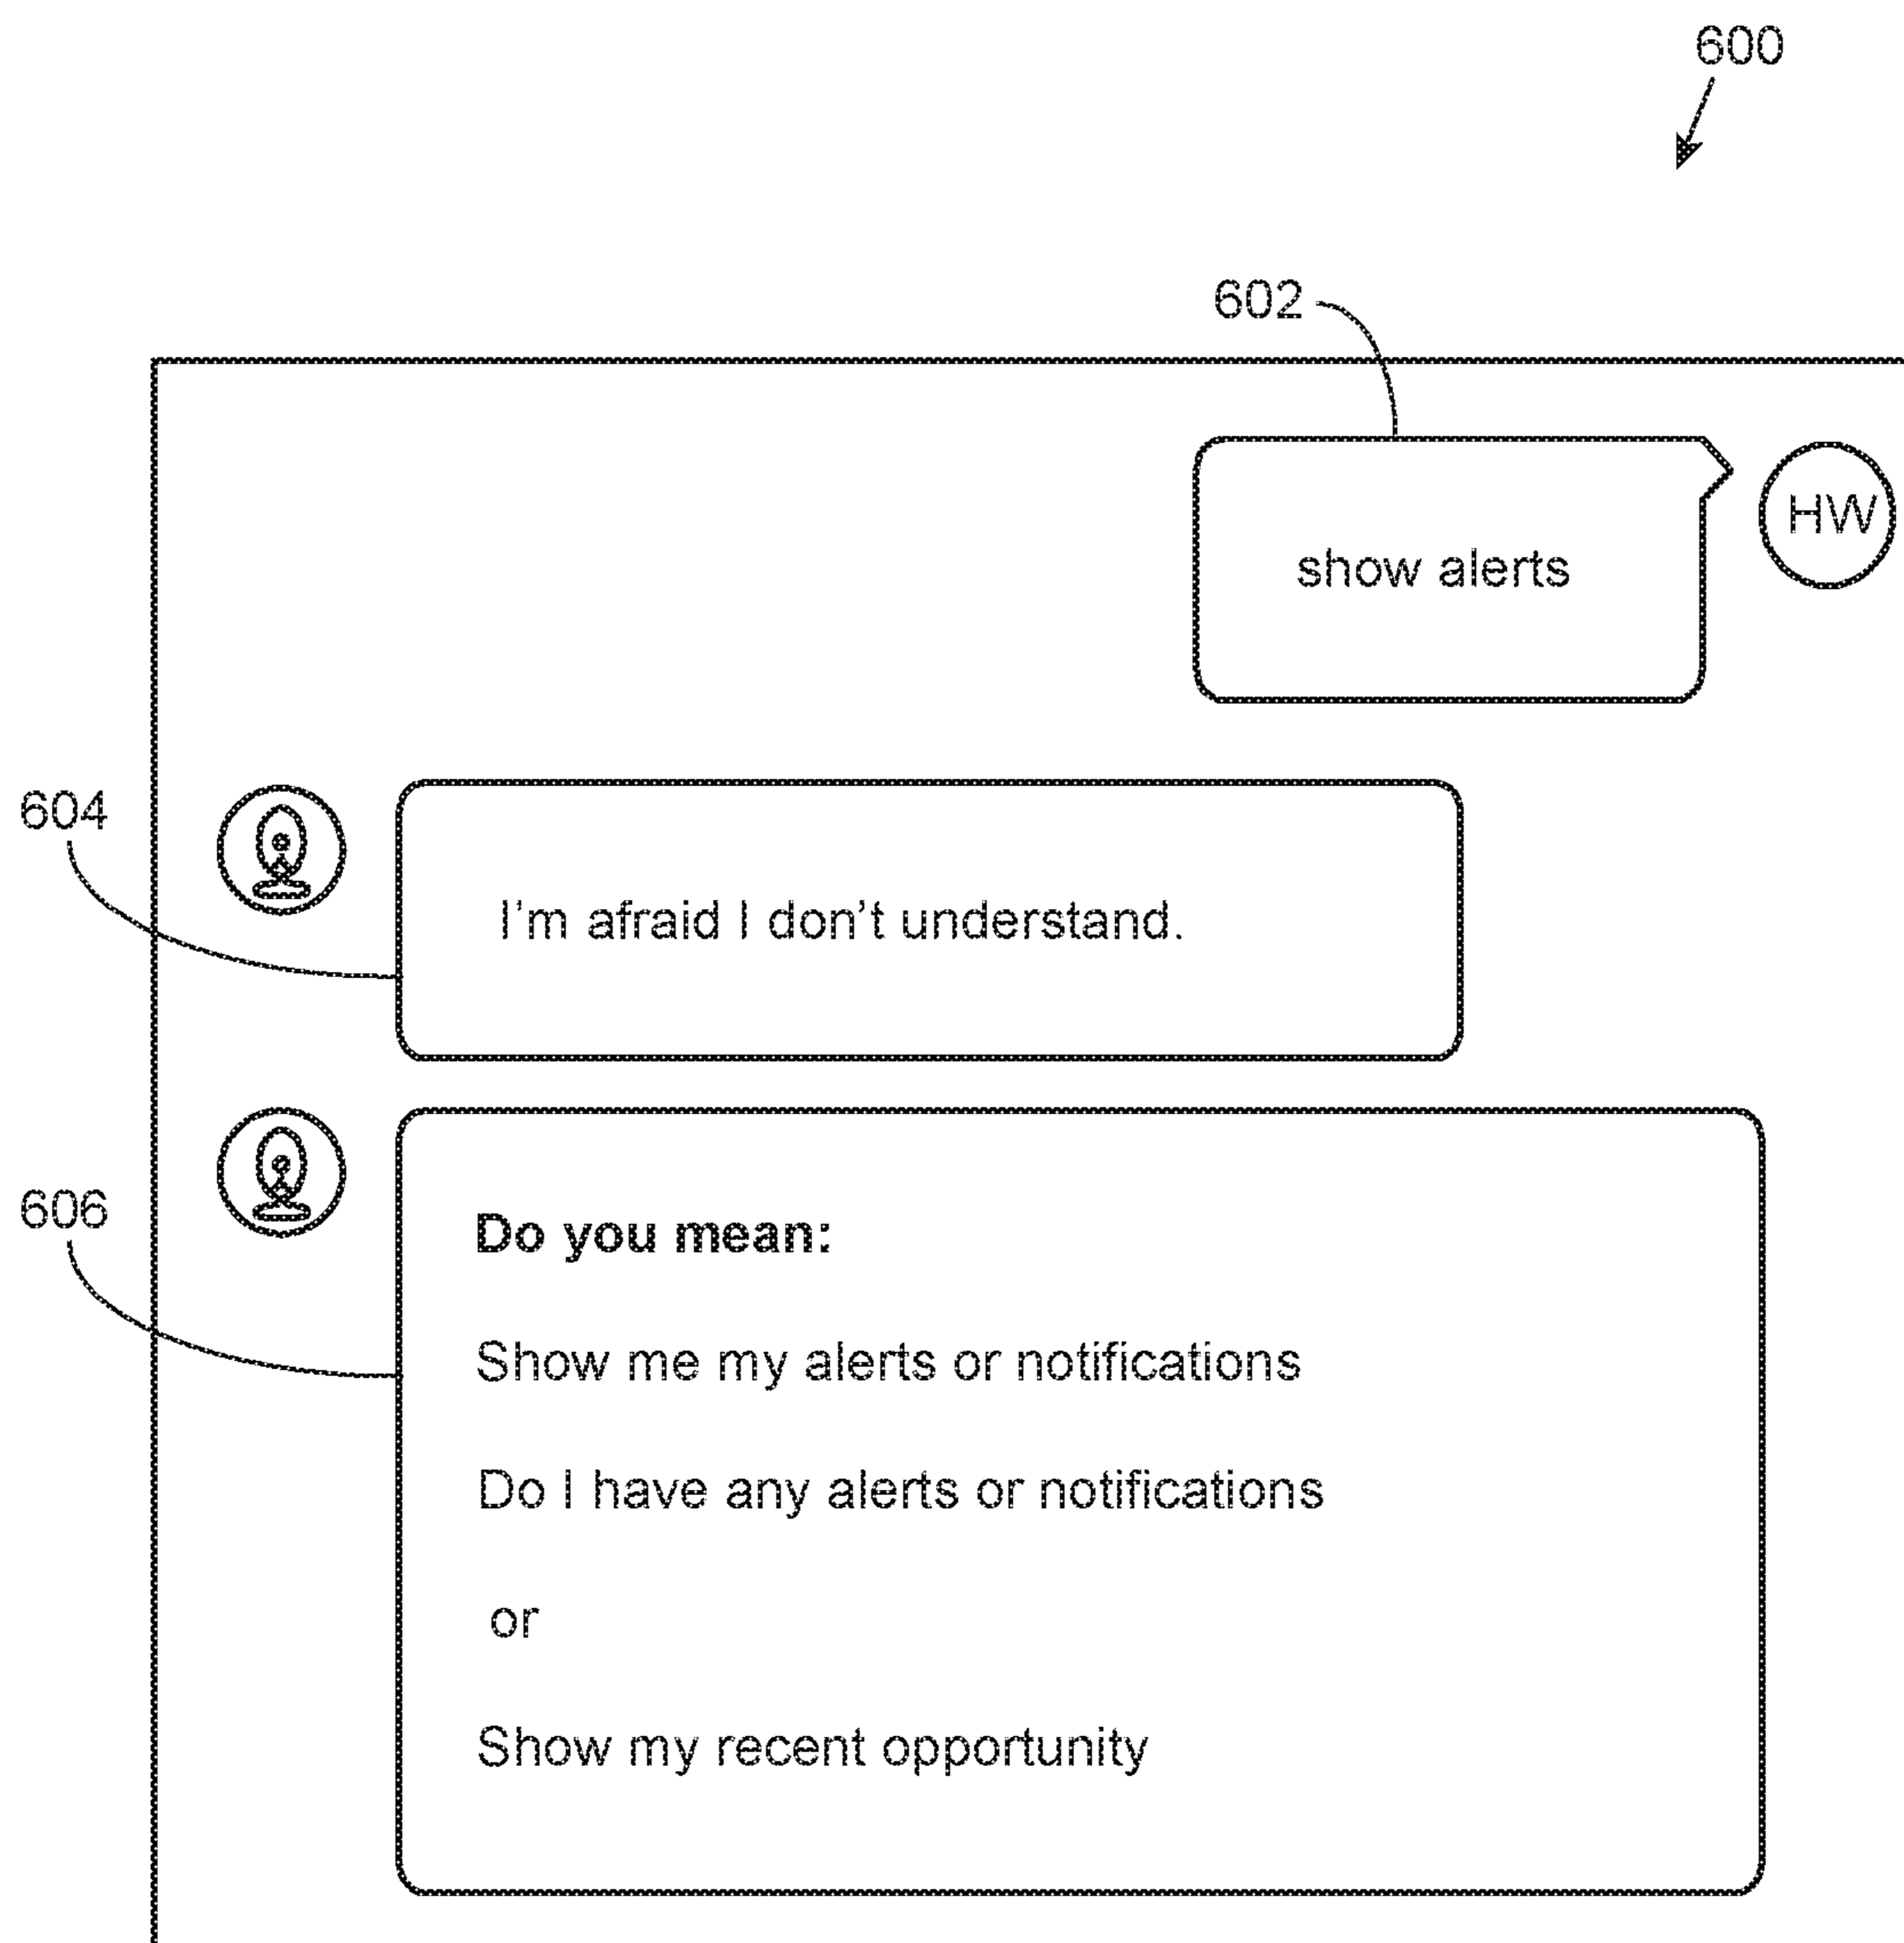 600
602
HW
show alerts
604
I'm afraid I don't understand.
606
Do you mean:
Show me my alerts or notifications
Do I have any alerts or notifications
or
Show my recent opportunity